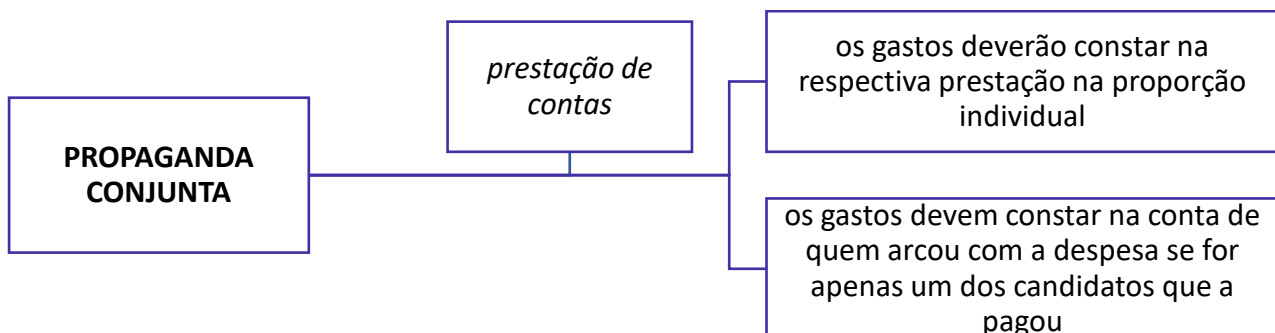 PROPAGANDA
CONJUNTA
prestação de
contas
os gastos deverão constar na
respectiva prestação na proporção
individual
os gastos devem constar na conta de
quem arcou com a despesa se for
apenas um dos candidatos que a
pagou